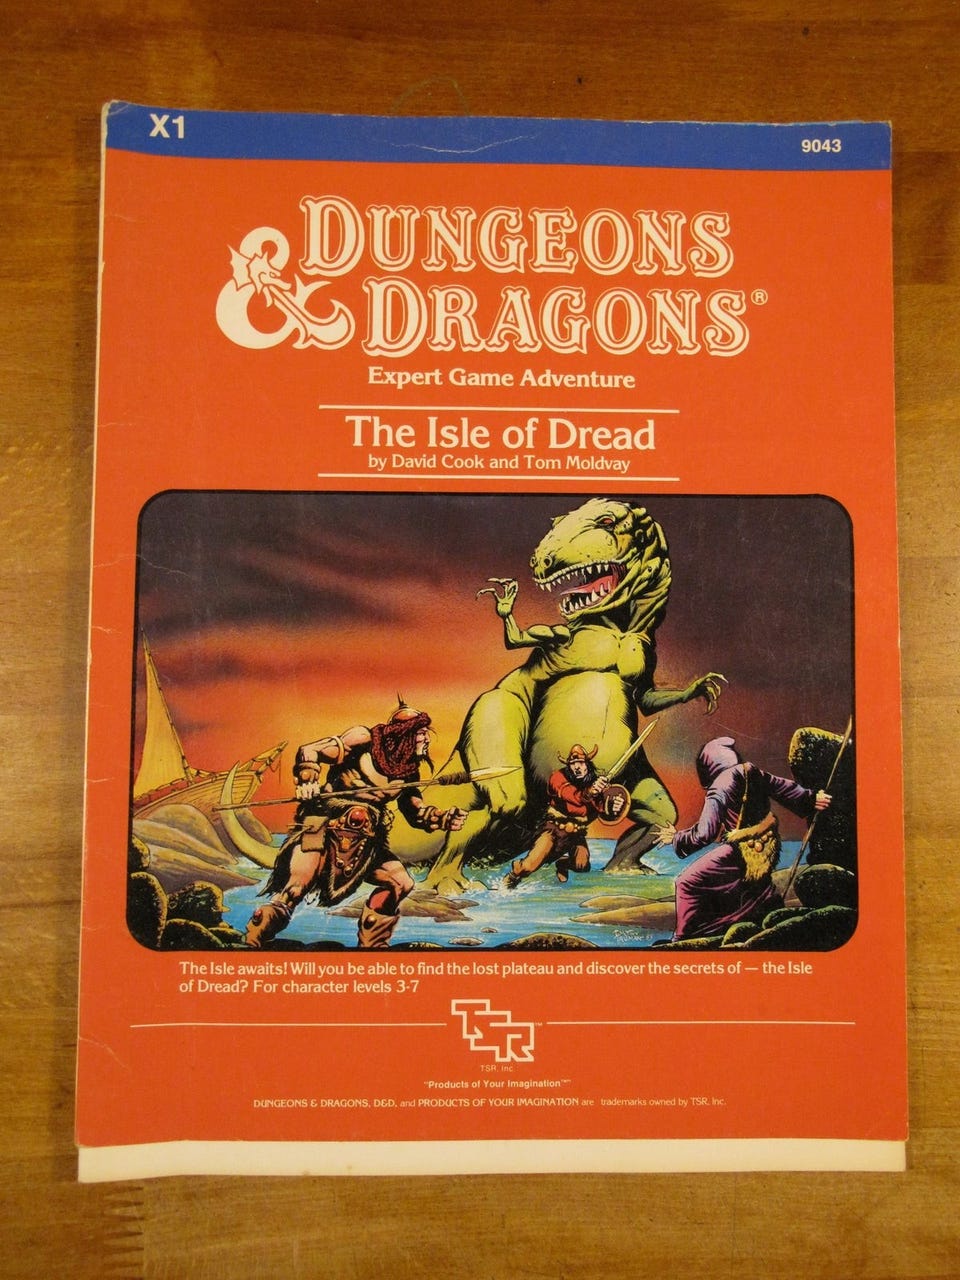 X1
9043
DUNGEONS
& DRAGONS®
Expert Game Adventure
The Isle of Dread
by David Cook and Tom Moldvay
The Isle awaits! Will you be able to find the lost plateau and discover the secrets of — the Isle
of Dread? For character levels 3-7
TSR™
TSR, Inc.
"Products of Your Imagination™"
DUNGEONS & DRAGONS, D&D, and PRODUCTS OF YOUR IMAGINATION are trademarks owned by TSR, Inc.